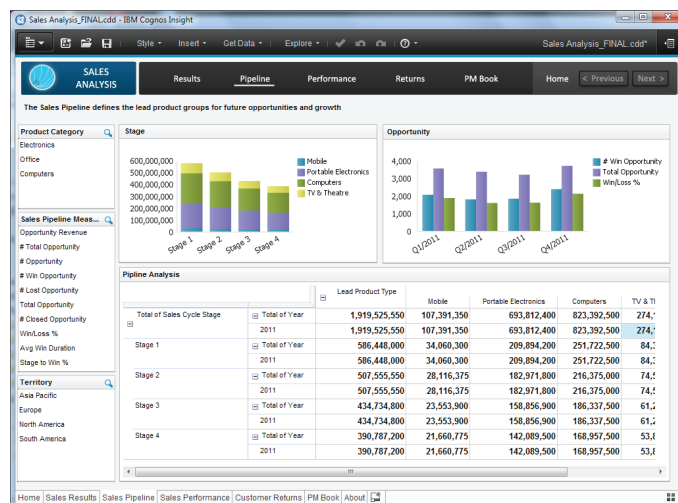 Sales Analysis_FINAL.cdd - IBM Cognos Insight
Style Insert Get Data Explore Sales Analysis_FINAL.cdd*
SALES
ANALYSIS
Results Pipeline Performance Returns PM Book Home < Previous Next >
The Sales Pipeline defines the lead product groups for future opportunities and growth
Product Category
Electronics
Office
Computers
Sales Pipeline Meas...
Opportunity Revenue
# Total Opportunity
# Opportunity
# Win Opportunity
# Lost Opportunity
Total Opportunity
# Closed Opportunity
Win/Loss %
Avg Win Duration
Stage to Win %
Territory
Asia Pacific
Europe
North America
South America
Stage
600,000,000
500,000,000
400,000,000
300,000,000
200,000,000
100,000,000
0
Stage 1 Stage 2 Stage 3 Stage 4
Mobile
Portable Electronics
Computers
TV & Theatre
Opportunity
4,000
3,000
2,000
1,000
0
Q1/2011 Q2/2011 Q3/2011 Q4/2011
# Win Opportunity
Total Opportunity
Win/Loss %
Pipline Analysis
Lead Product Type
Mobile Portable Electronics Computers TV & T
Total of Sales Cycle Stage Total of Year 1,919,525,550 107,391,350 693,812,400 823,392,500 274,
2011 1,919,525,550 107,391,350 693,812,400 823,392,500 274,
Stage 1 Total of Year 586,448,000 34,060,300 209,894,200 251,722,500 84,
2011 586,448,000 34,060,300 209,894,200 251,722,500 84,
Stage 2 Total of Year 507,555,550 28,116,375 182,971,800 216,375,000 74,
2011 507,555,550 28,116,375 182,971,800 216,375,000 74,
Stage 3 Total of Year 434,734,800 23,553,900 158,856,900 186,337,500 61,
2011 434,734,800 23,553,900 158,856,900 186,337,500 61,
Stage 4 Total of Year 390,787,200 21,660,775 142,089,500 168,957,500 53,
2011 390,787,200 21,660,775 142,089,500 168,957,500 53,
Home Sales Results Sales Pipeline Sales Performance Customer Returns PM Book About